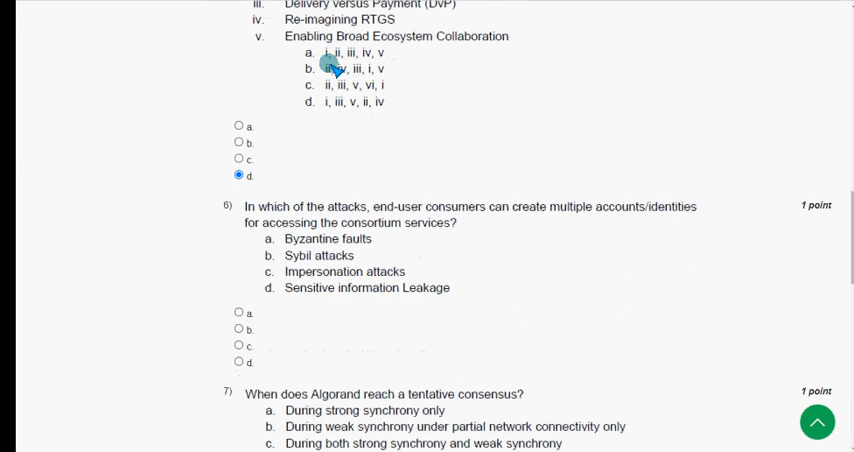 iii. Delivery versus Payment (DvP)
iv. Re-imagining RTGS
v. Enabling Broad Ecosystem Collaboration
a. i, ii, iii, iv, v
b. iii, i, v
c. ii, iii, v, vi, i
d. i, iii, v, ii, iv
a.
b.
c.
d.
6) In which of the attacks, end-user consumers can create multiple accounts/identities 1 point
for accessing the consortium services?
a. Byzantine faults
b. Sybil attacks
c. Impersonation attacks
d. Sensitive information Leakage
a.
b.
c.
d.
7) When does Algorand reach a tentative consensus? 1 point
a. During strong synchrony only
b. During weak synchrony under partial network connectivity only
c. During both strong synchrony and weak synchrony